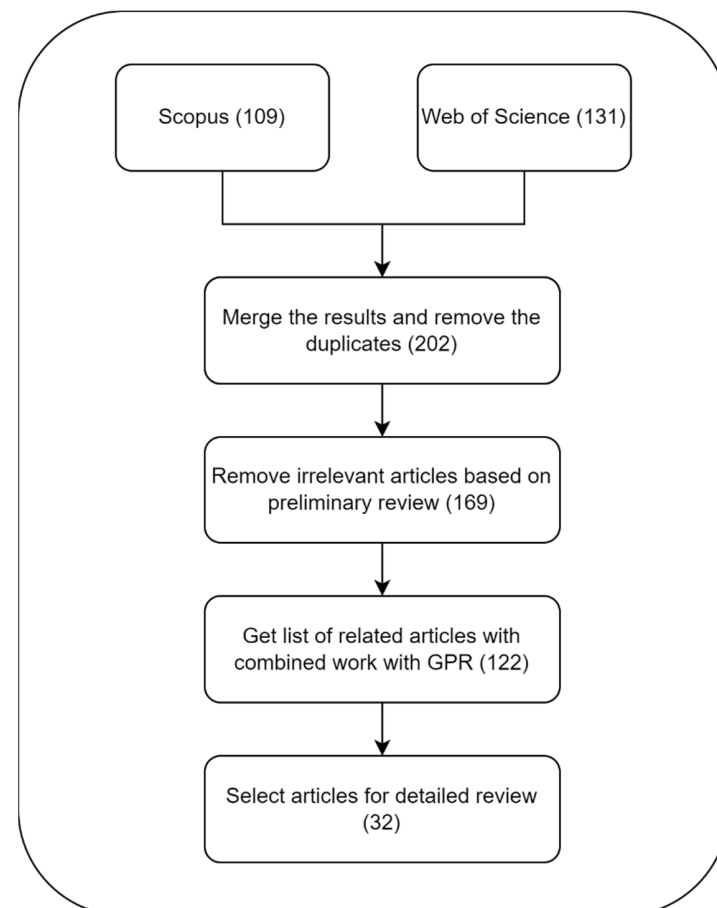 Scopus (109)
Web of Science (131)
Merge the results and remove the
duplicates (202)
Remove irrelevant articles based on
preliminary review (169)
Get list of related articles with
combined work with GPR (122)
Select articles for detailed review
(32)